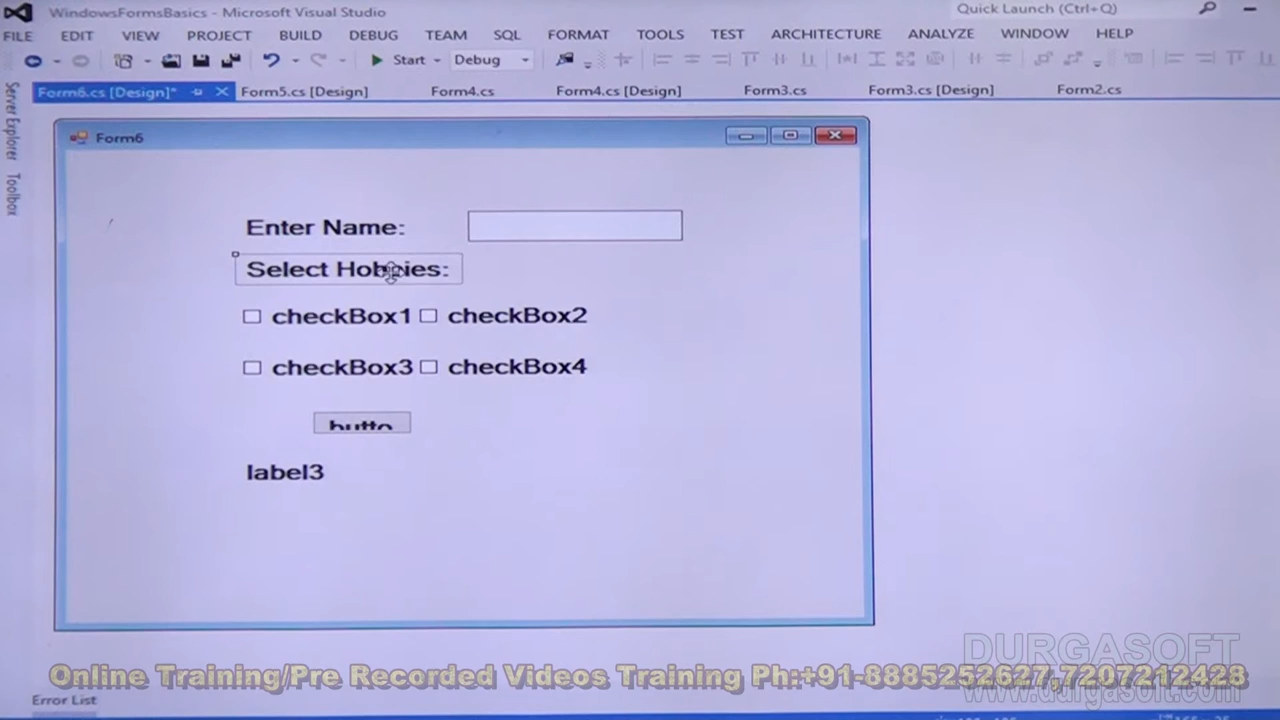 WindowsFormsBasics - Microsoft Visual Studio
Quick Launch (Ctrl+Q)
FILE EDIT VIEW PROJECT BUILD DEBUG TEAM SQL FORMAT TOOLS TEST ARCHITECTURE ANALYZE WINDOW HELP
Start Debug
Form6.cs [Design]* Form5.cs [Design] Form4.cs Form4.cs [Design] Form3.cs Form3.cs [Design] Form2.cs
Server Explorer
Toolbox
Form6
Enter Name:
Select Hobbies:
checkBox1 checkBox2
checkBox3 checkBox4
butto
label3
DURGASOFT
Online Training/Pre Recorded Videos Training Ph:+91-8885252627,7207212428
www.durgasoft.com
Error List